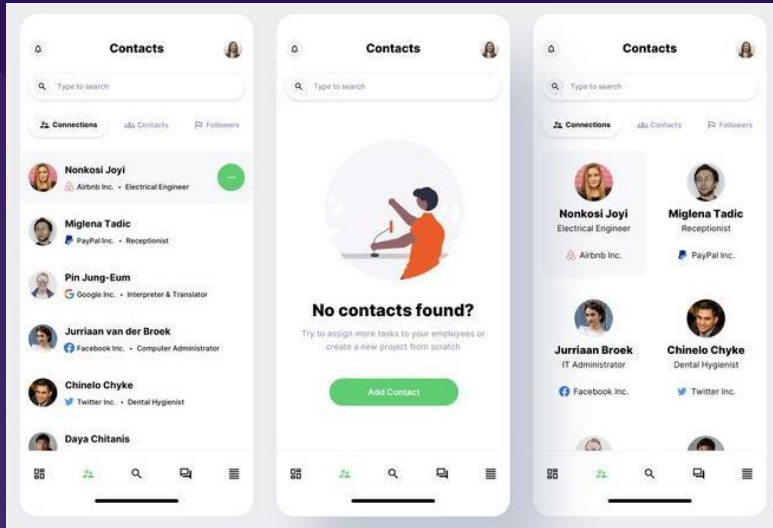 Contacts
Type to search
Connections Contacts Followers
Nonkosi Joyi
Airbnb Inc. • Electrical Engineer
Miglena Tadic
PayPal Inc. • Receptionist
Pin Jung-Eum
Google Inc. • Interpreter & Translator
Jurriaan van der Broek
Facebook Inc. • Computer Administrator
Chinelo Chyke
Twitter Inc. • Dental Hygienist
Daya Chitanis
Contacts
Type to search
No contacts found?
Try to assign more tasks to your employees or
create a new project from scratch
Add Contact
Contacts
Type to search
Connections Contacts Followers
Nonkosi Joyi
Electrical Engineer
Airbnb Inc.
Miglena Tadic
Receptionist
PayPal Inc.
Jurriaan Broek
IT Administrator
Facebook Inc.
Chinelo Chyke
Dental Hygienist
Twitter Inc.